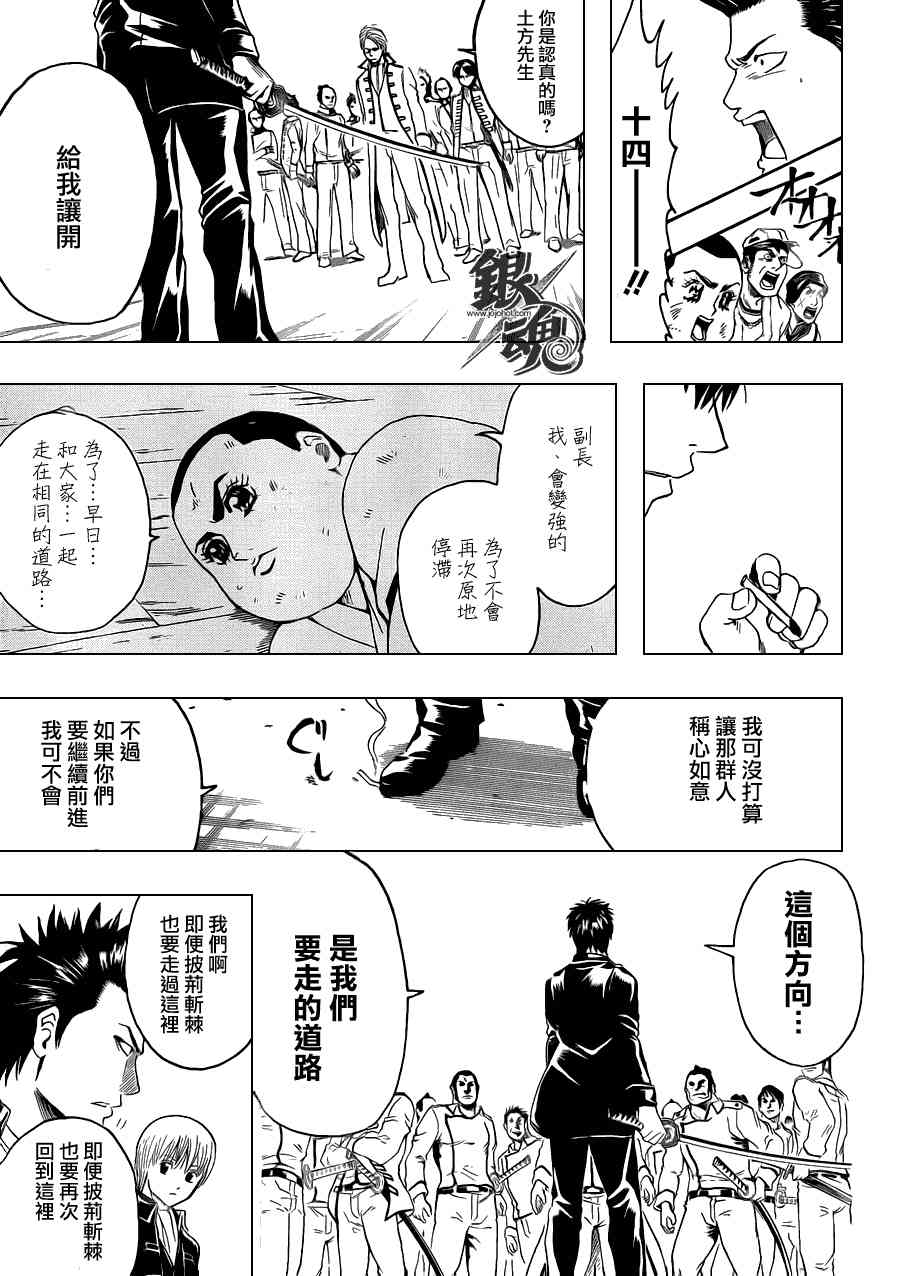 十四——!!
オオオオ
你是認真的嗎?
土方先生
給我讓開
銀魂
www.jojohot.com
副長
我、會變強的
為了不會
再次原地
停滯
為了…早日…
和大家…一起
走在相同的道路…
我可沒打算
讓那群人
稱心如意
不過
如果你們
要繼續前進
我可不會
這個方向…
是我們
要走的道路
我們啊
即便披荊斬棘
也要走過這裡
即便披荊斬棘
也要再次
回到這裡